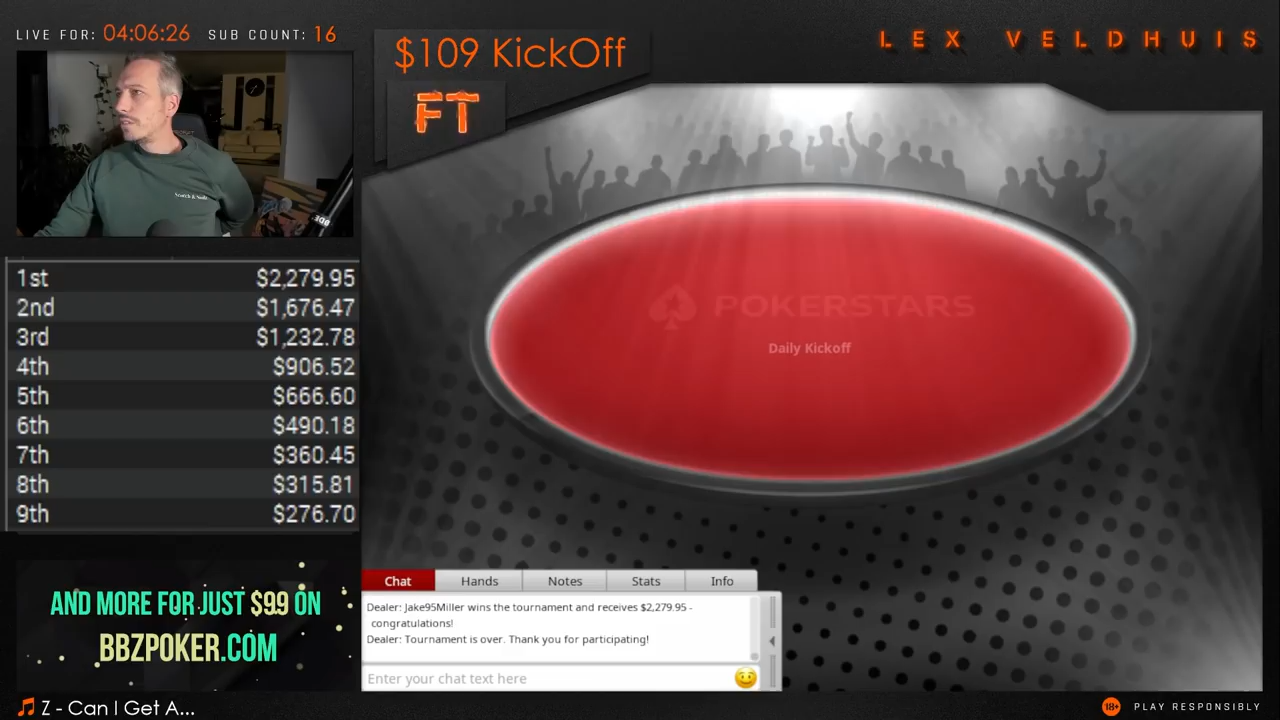 LIVE FOR: 04:06:26 SUB COUNT: 16
$109 KickOff
FT
LEX VELDHUIS
1st $2,279.95
2nd $1,676.47
3rd $1,232.78
4th $906.52
5th $666.60
6th $490.18
7th $360.45
8th $315.81
9th $276.70
POKERSTARS
Daily Kickoff
AND MORE FOR JUST $99 ON
BBZPOKER.COM
Chat Hands Notes Stats Info
Dealer: Jake95Miller wins the tournament and receives $2,279.95 -
congratulations!
Dealer: Tournament is over. Thank you for participating!
Enter your chat text here
Z - Can I Get A...
18+ PLAY RESPONSIBLY